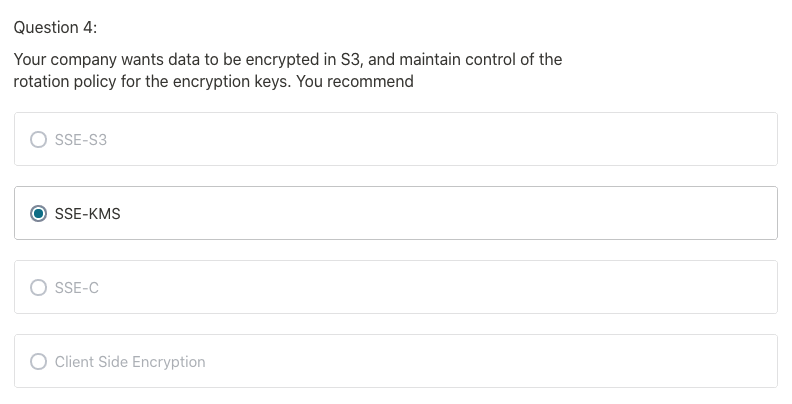 Question 4:
Your company wants data to be encrypted in S3, and maintain control of the
rotation policy for the encryption keys. You recommend
SSE-S3
SSE-KMS
SSE-C
Client Side Encryption